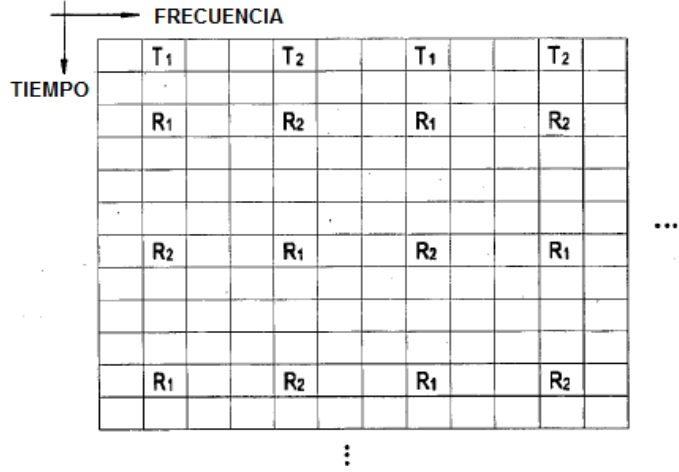 FRECUENCIA
TIEMPO
T1 T2 T1 T2
R1 R2 R1 R2
R2 R1 R2 R1
...
R1 R2 R1 R2
⋮